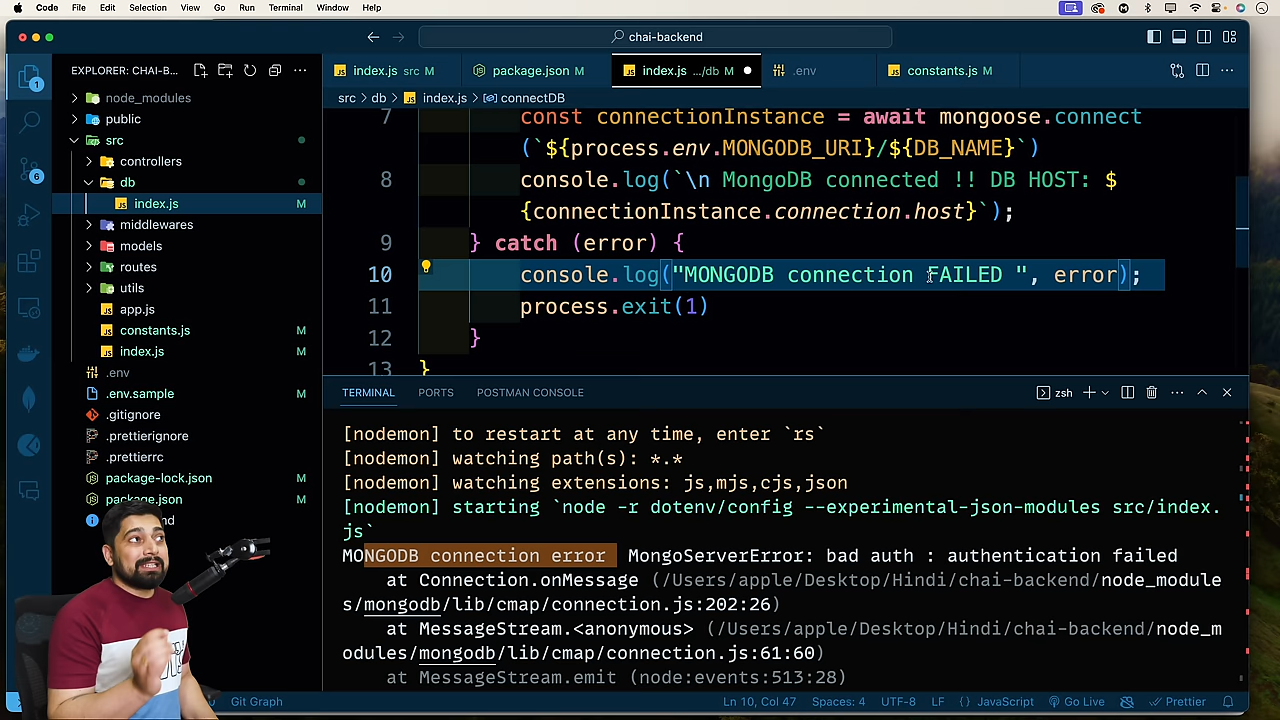 Code File Edit Selection View Go Run Terminal Window Help
chai-backend
EXPLORER: CHAI-B...
index.js src M
package.json M
index.js .../db M
.env
constants.js M
src > db > index.js > connectDB
node_modules
public
src
controllers
db
index.js M
middlewares
models
routes
utils
app.js
constants.js M
index.js M
.env
.env.sample M
.gitignore
.prettierignore
.prettierrc
package-lock.json M
package.json M
1
6
7 const connectionInstance = await mongoose.connect
(`${process.env.MONGODB_URI}/${DB_NAME}`)
8 console.log(`\n MongoDB connected !! DB HOST: $
{connectionInstance.connection.host}`);
9 } catch (error) {
10 console.log("MONGODB connection FAILED ", error);
11 process.exit(1)
12 }
13 }
TERMINAL PORTS POSTMAN CONSOLE
zsh
[nodemon] to restart at any time, enter `rs`
[nodemon] watching path(s): *.*
[nodemon] watching extensions: js,mjs,cjs,json
[nodemon] starting `node -r dotenv/config --experimental-json-modules src/index.
js`
MONGODB connection error MongoServerError: bad auth : authentication failed
at Connection.onMessage (/Users/apple/Desktop/Hindi/chai-backend/node_module
s/mongodb/lib/cmap/connection.js:202:26)
at MessageStream.<anonymous> (/Users/apple/Desktop/Hindi/chai-backend/node_m
odules/mongodb/lib/cmap/connection.js:61:60)
at MessageStream.emit (node:events:513:28)
Git Graph
Ln 10, Col 47 Spaces: 4 UTF-8 LF {} JavaScript Go Live Prettier